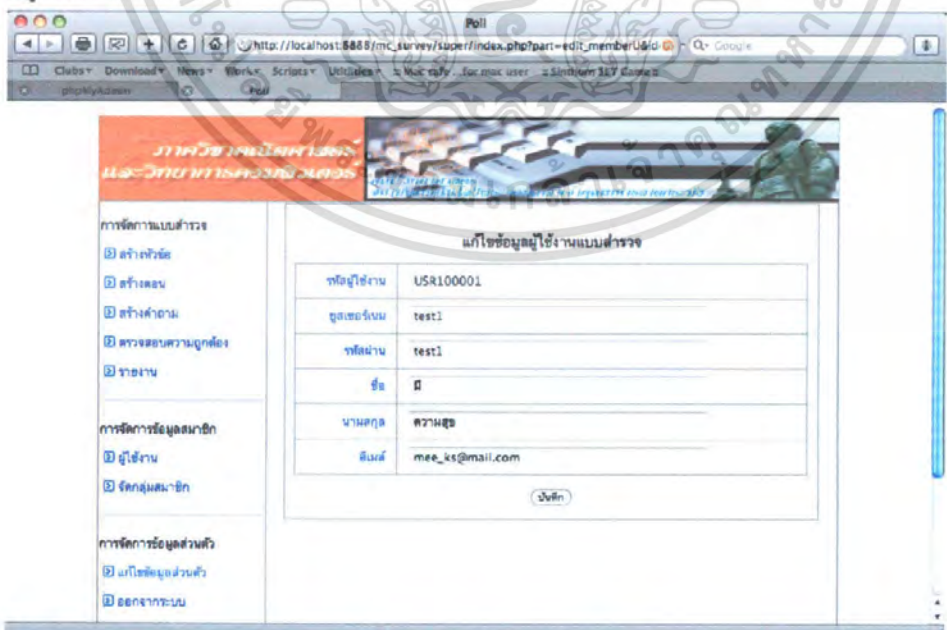 Poll
http://localhost:8888/mc_survey/super/index.php?part=edit_memberU&id
Google
Clubs Download News Works Scripts Utilities
phpMyAdmin
Poll
ภาควิชาคณิตศาสตร์
และวิทยาการคอมพิวเตอร์
การจัดการแบบสำรวจ
สร้างหัวข้อ
สร้างตอน
สร้างคำถาม
ตรวจสอบความถูกต้อง
รายงาน
การจัดการข้อมูลสมาชิก
ผู้ใช้งาน
จัดกลุ่มสมาชิก
การจัดการข้อมูลส่วนตัว
แก้ไขข้อมูลส่วนตัว
ออกจากระบบ
แก้ไขข้อมูลผู้ใช้งานแบบสำรวจ
รหัสผู้ใช้งาน USR100001
ยูสเซอร์เนม test1
รหัสผ่าน test1
ชื่อ มี
นามสกุล ความสุข
อีเมล์ mee_ks@mail.com
บันทึก